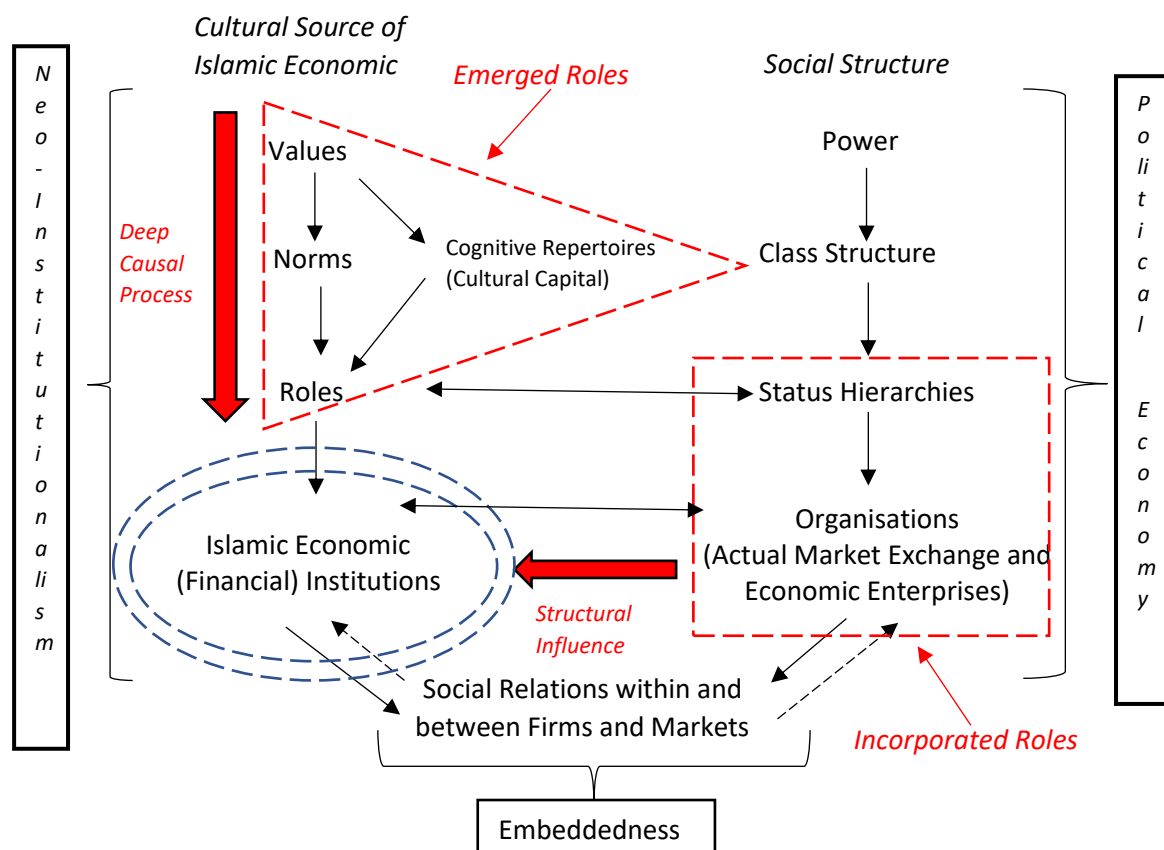 Cultural Source of
Islamic Economic
Social Structure
Emerged Roles
Neo-Institutionalism
Political Economy
Values
Power
Deep
Causal
Process
Norms
Cognitive Repertoires
(Cultural Capital)
Class Structure
Roles
Status Hierarchies
Islamic Economic
(Financial) Institutions
Organisations
(Actual Market Exchange and
Economic Enterprises)
Structural
Influence
Social Relations within and
between Firms and Markets
Incorporated Roles
Embeddedness